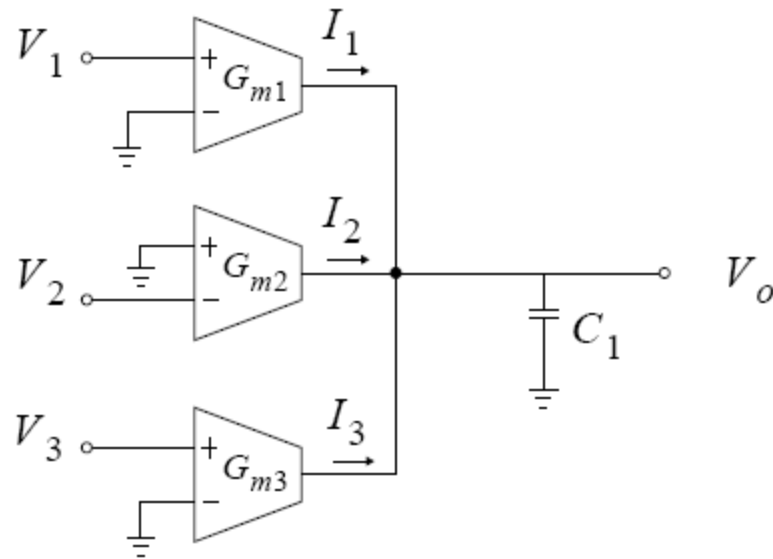 I₁
V₁
+
Gₘ₁
−
I₂
+
V₂
Gₘ₂
−
Vₒ
C₁
I₃
V₃
+
Gₘ₃
−